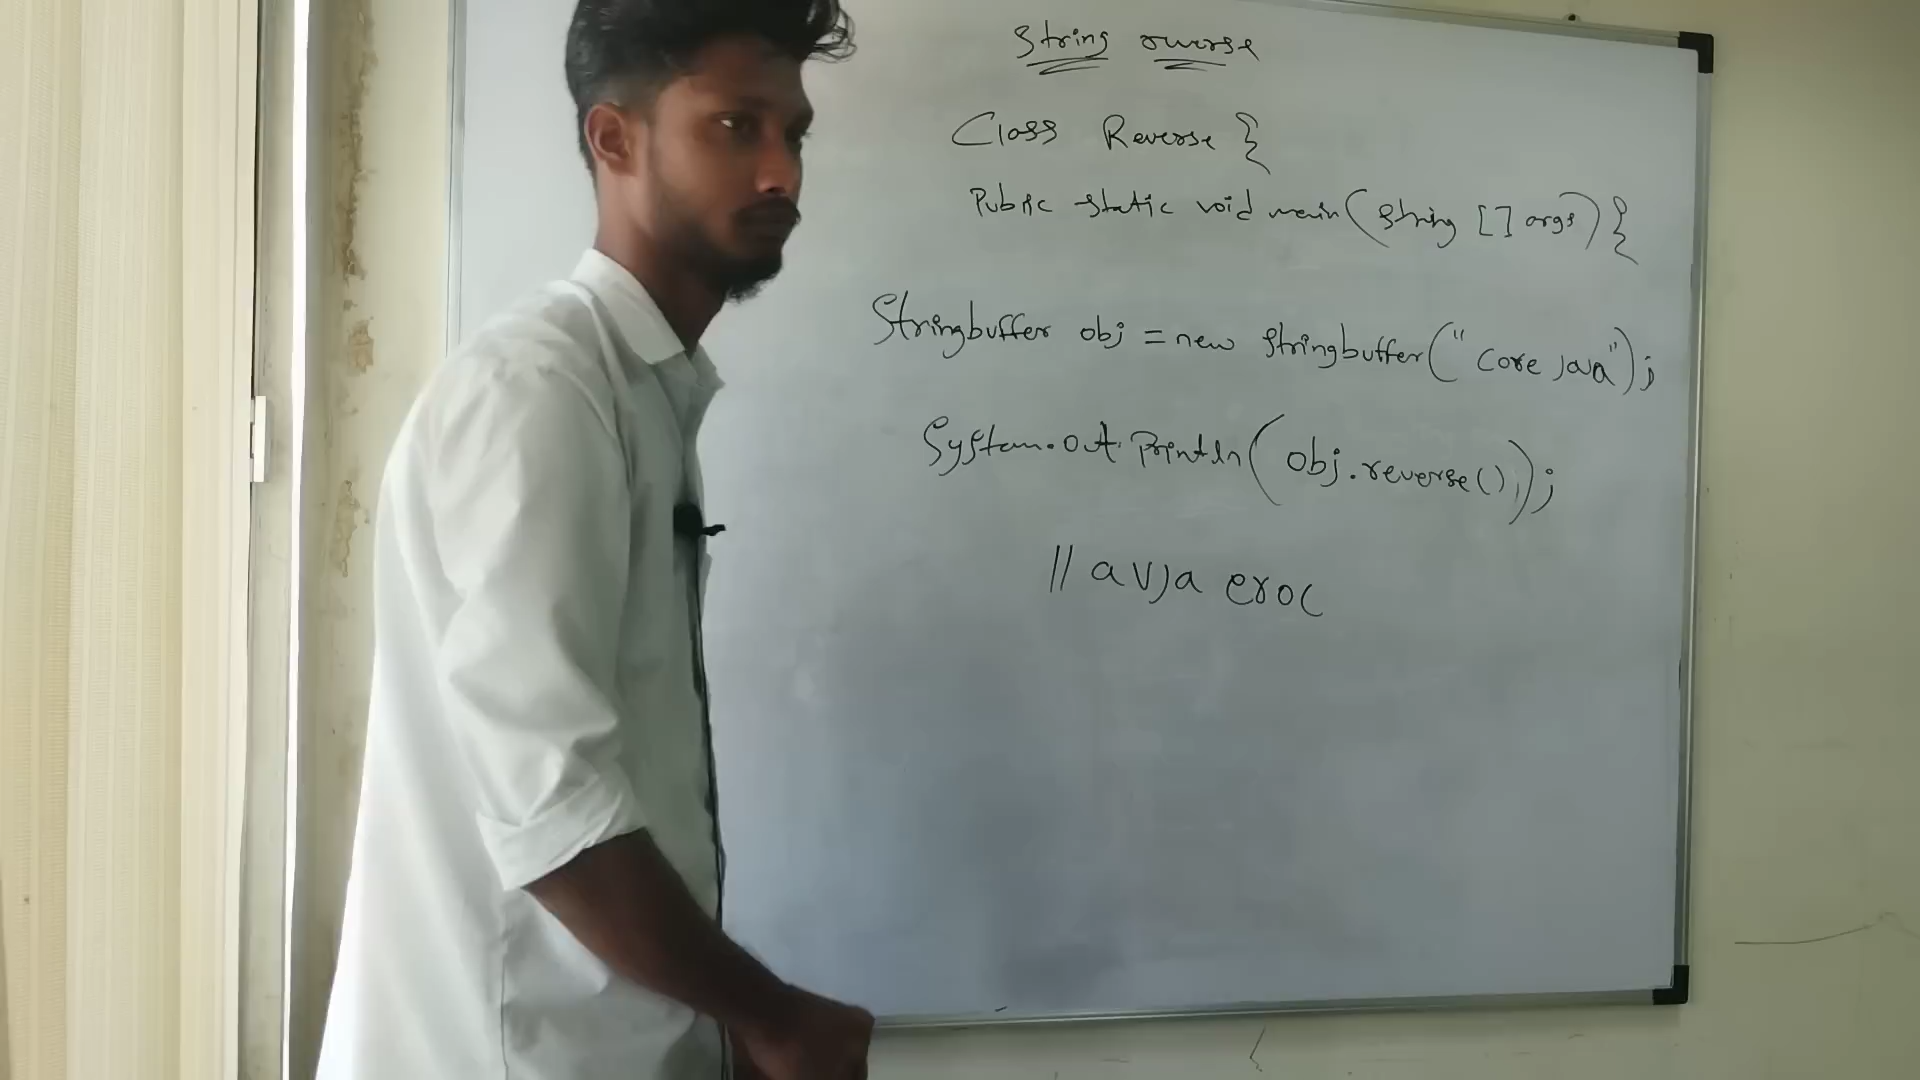 String reverse
Class Reverse {
Public static void main(String [] args) {
Stringbuffer obj = new Stringbuffer("Core java");
System.out.println(obj.reverse());
// avja eroc